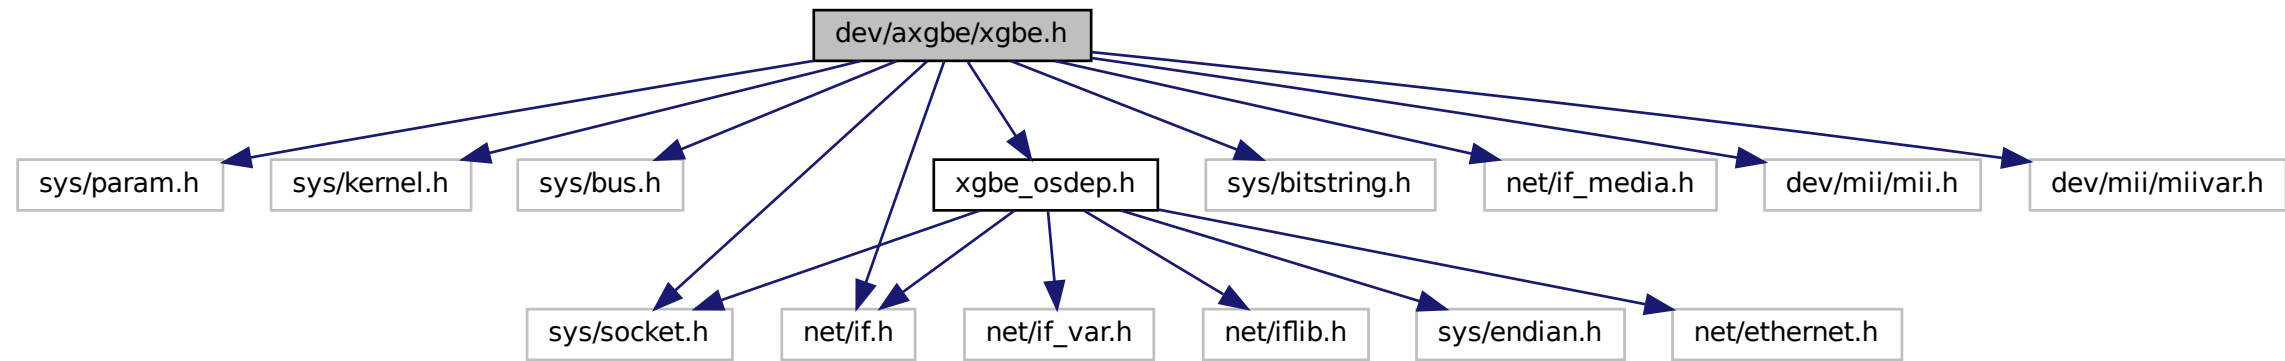 dev/axgbe/xgbe.h
sys/param.h
sys/kernel.h
sys/bus.h
xgbe_osdep.h
sys/bitstring.h
net/if_media.h
dev/mii/mii.h
dev/mii/miivar.h
sys/socket.h
net/if.h
net/if_var.h
net/iflib.h
sys/endian.h
net/ethernet.h